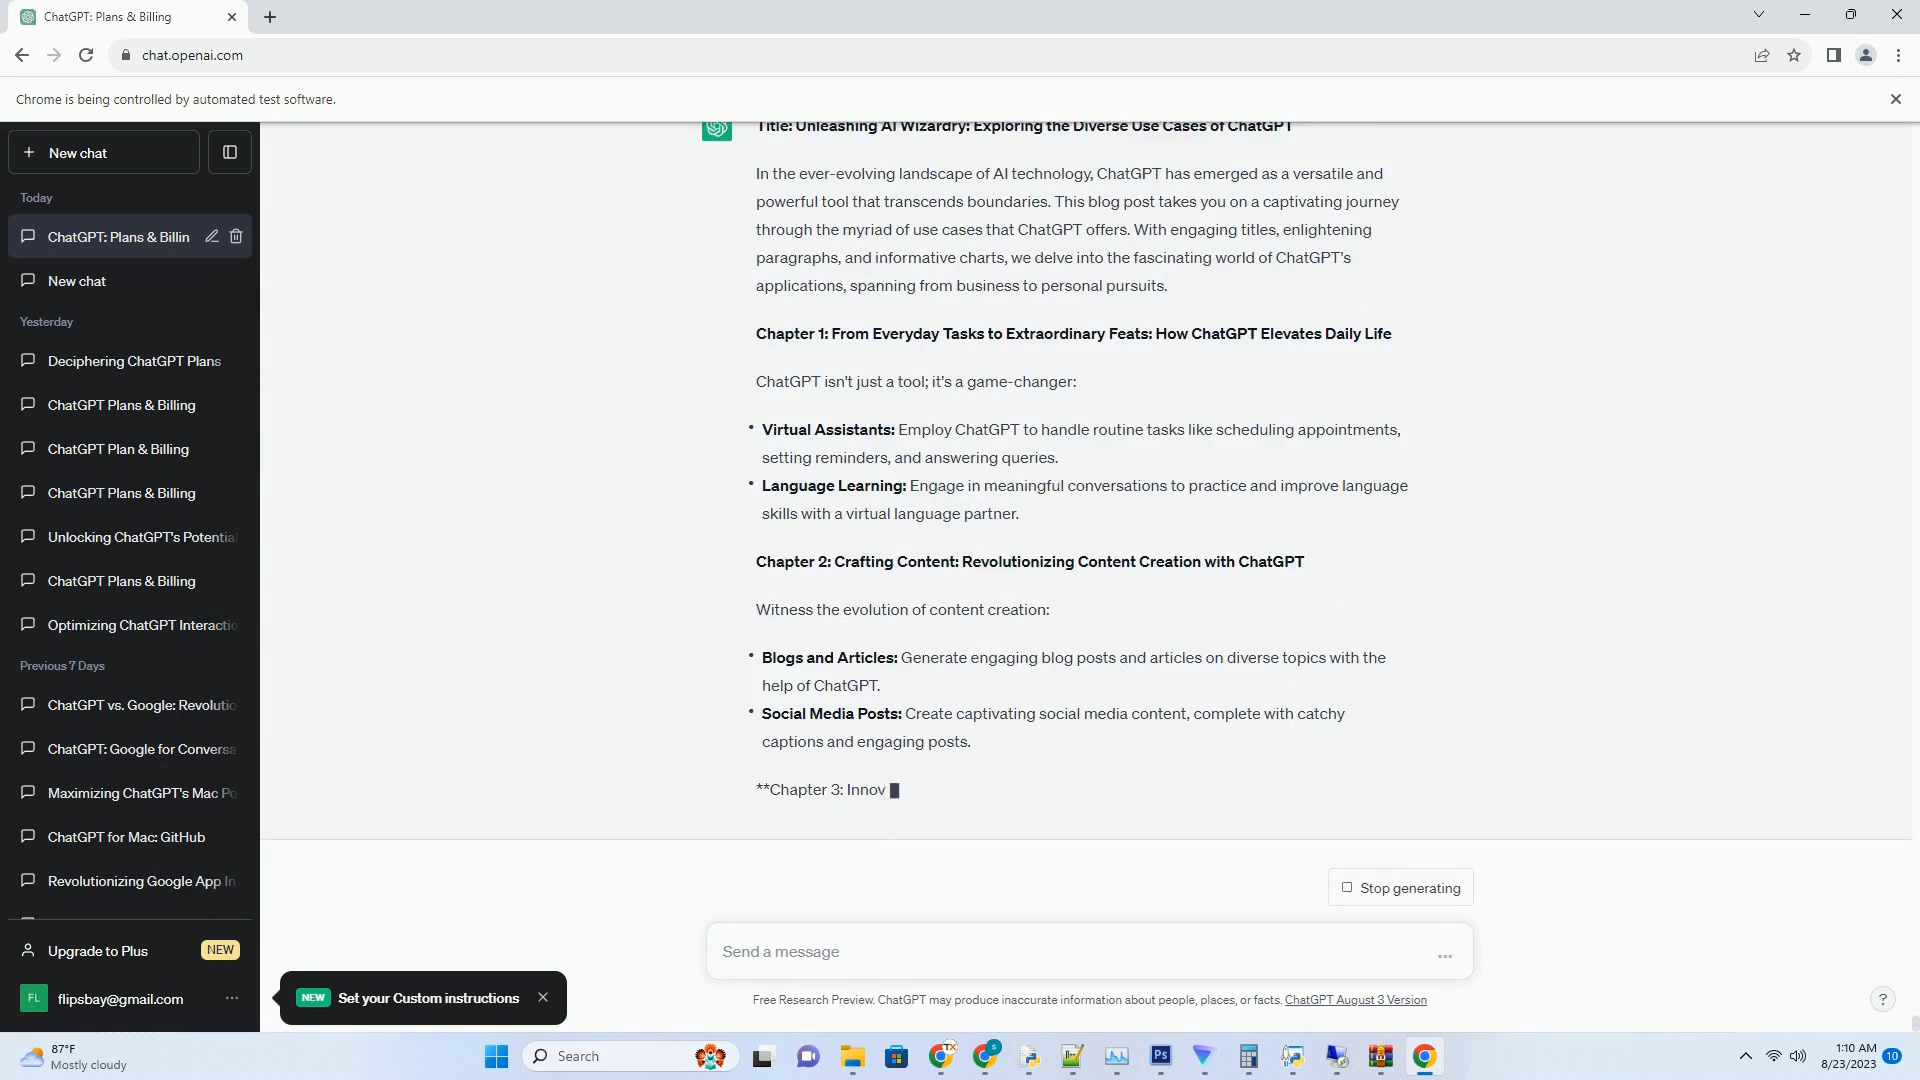 ChatGPT: Plans & Billing
chat.openai.com
Chrome is being controlled by automated test software.
New chat
Today
ChatGPT: Plans & Billin
New chat
Yesterday
Deciphering ChatGPT Plans
ChatGPT Plans & Billing
ChatGPT Plan & Billing
ChatGPT Plans & Billing
Unlocking ChatGPT's Potential
ChatGPT Plans & Billing
Optimizing ChatGPT Interactio
Previous 7 Days
ChatGPT vs. Google: Revolutio
ChatGPT: Google for Conversa
Maximizing ChatGPT's Mac Po
ChatGPT for Mac: GitHub
Revolutionizing Google App In
Upgrade to Plus NEW
FL flipsbay@gmail.com
Title: Unleashing AI Wizardry: Exploring the Diverse Use Cases of ChatGPT
In the ever-evolving landscape of AI technology, ChatGPT has emerged as a versatile and
powerful tool that transcends boundaries. This blog post takes you on a captivating journey
through the myriad of use cases that ChatGPT offers. With engaging titles, enlightening
paragraphs, and informative charts, we delve into the fascinating world of ChatGPT's
applications, spanning from business to personal pursuits.
Chapter 1: From Everyday Tasks to Extraordinary Feats: How ChatGPT Elevates Daily Life
ChatGPT isn't just a tool; it's a game-changer:
• Virtual Assistants: Employ ChatGPT to handle routine tasks like scheduling appointments,
setting reminders, and answering queries.
• Language Learning: Engage in meaningful conversations to practice and improve language
skills with a virtual language partner.
Chapter 2: Crafting Content: Revolutionizing Content Creation with ChatGPT
Witness the evolution of content creation:
• Blogs and Articles: Generate engaging blog posts and articles on diverse topics with the
help of ChatGPT.
• Social Media Posts: Create captivating social media content, complete with catchy
captions and engaging posts.
**Chapter 3: Innov
Stop generating
Send a message
NEW Set your Custom instructions
Free Research Preview. ChatGPT may produce inaccurate information about people, places, or facts. ChatGPT August 3 Version
?
87°F
Mostly cloudy
Search
TX
S
Ps
1:10 AM
8/23/2023
10